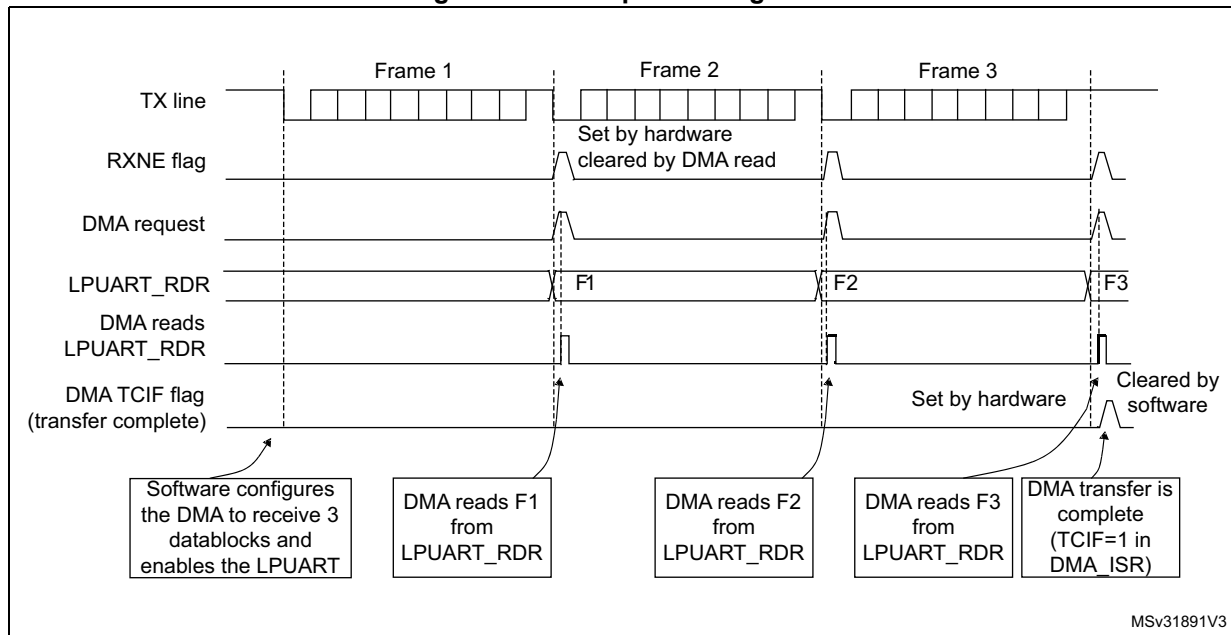 Frame 1
Frame 2
Frame 3
TX line
Set by hardware
cleared by DMA read
RXNE flag
DMA request
LPUART_RDR
F1
F2
F3
DMA reads
LPUART_RDR
DMA TCIF flag
(transfer complete)
Set by hardware
Cleared by
software
Software configures
the DMA to receive 3
datablocks and
enables the LPUART
DMA reads F1
from
LPUART_RDR
DMA reads F2
from
LPUART_RDR
DMA reads F3
from
LPUART_RDR
DMA transfer is
complete
(TCIF=1 in
DMA_ISR)
MSv31891V3